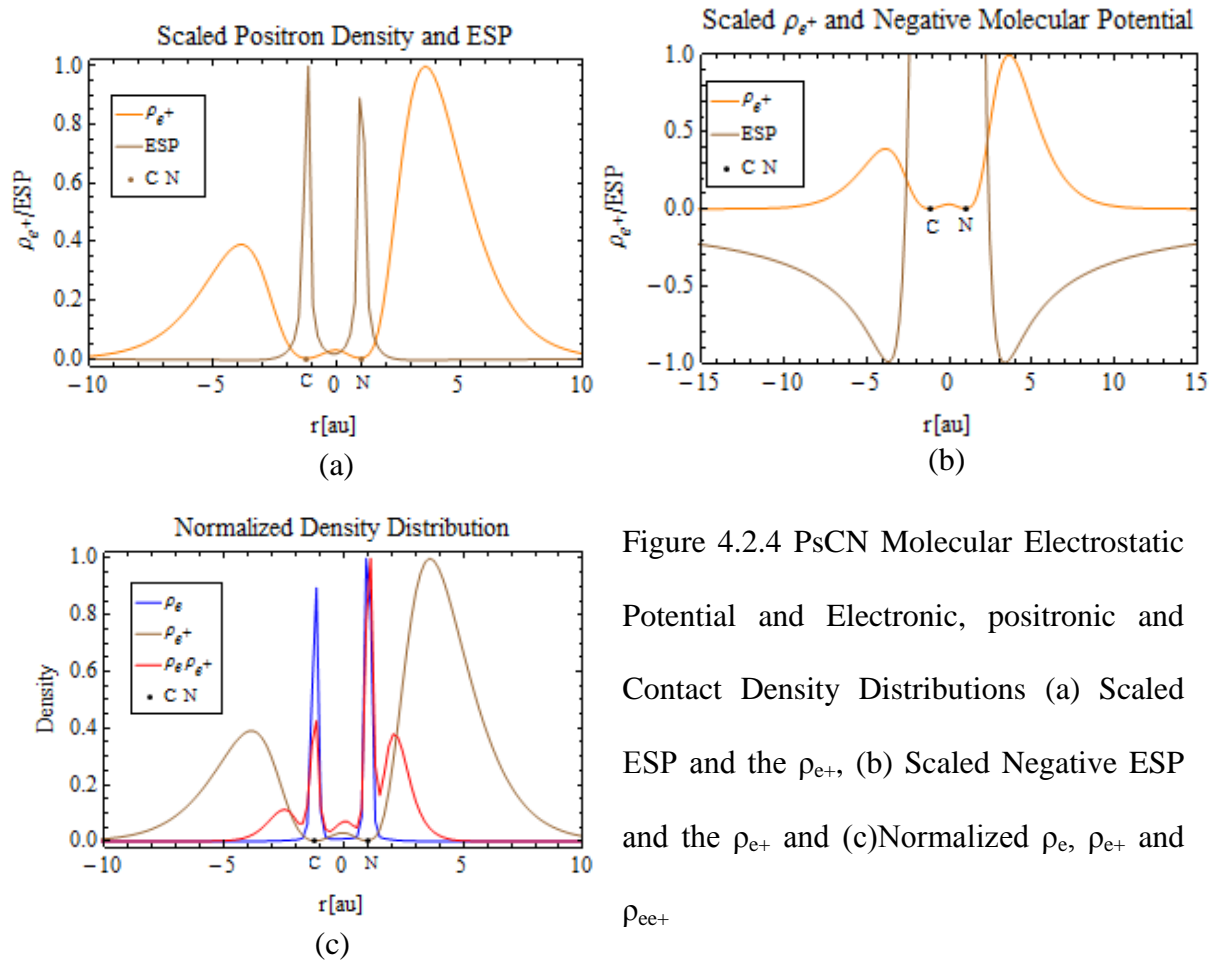 Scaled Positron Density and ESP
1.0
0.8
0.6
0.4
0.2
0.0
ρe+/ESP
ρe+
ESP
C N
C
N
−10
−5
0
5
10
r[au]
(a)
Scaled ρe+ and Negative Molecular Potential
1.0
0.5
0.0
−0.5
−1.0
ρe+/ESP
ρe+
ESP
C N
C
N
−15
−10
−5
0
5
10
15
r[au]
(b)
Normalized Density Distribution
1.0
0.8
0.6
0.4
0.2
0.0
Density
ρe
ρe+
ρeρe+
C N
C
N
−10
−5
0
5
10
r[au]
(c)
Figure 4.2.4 PsCN Molecular Electrostatic
Potential and Electronic, positronic and
Contact Density Distributions (a) Scaled
ESP and the ρe+, (b) Scaled Negative ESP
and the ρe+ and (c)Normalized ρe, ρe+ and
ρee+